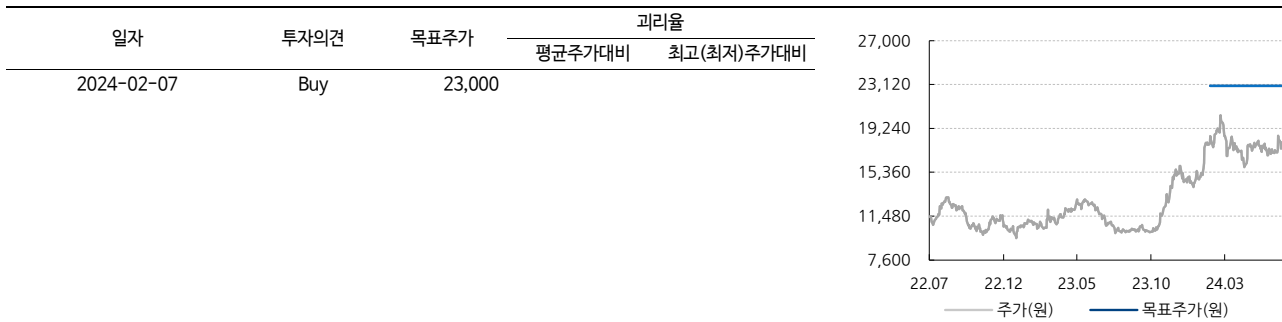 일자 투자의견 목표주가 괴리율
평균주가대비 최고(최저)주가대비
2024-02-07 Buy 23,000
27,000
23,120
19,240
15,360
11,480
7,600
22.07 22.12 23.05 23.10 24.03
주가(원) 목표주가(원)